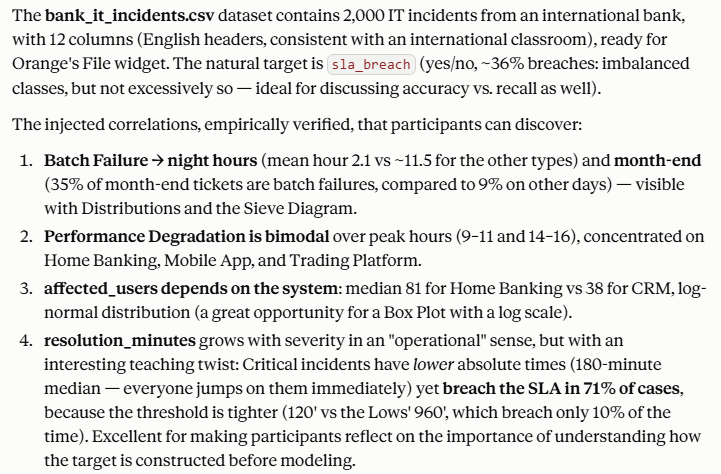 The bank_it_incidents.csv dataset contains 2,000 IT incidents from an international bank,
with 12 columns (English headers, consistent with an international classroom), ready for
Orange's File widget. The natural target is sla_breach (yes/no, ~36% breaches: imbalanced
classes, but not excessively so — ideal for discussing accuracy vs. recall as well).
The injected correlations, empirically verified, that participants can discover:
1. Batch Failure → night hours (mean hour 2.1 vs ~11.5 for the other types) and month-end
(35% of month-end tickets are batch failures, compared to 9% on other days) — visible
with Distributions and the Sieve Diagram.
2. Performance Degradation is bimodal over peak hours (9–11 and 14–16), concentrated on
Home Banking, Mobile App, and Trading Platform.
3. affected_users depends on the system: median 81 for Home Banking vs 38 for CRM, log-
normal distribution (a great opportunity for a Box Plot with a log scale).
4. resolution_minutes grows with severity in an "operational" sense, but with an
interesting teaching twist: Critical incidents have lower absolute times (180-minute
median — everyone jumps on them immediately) yet breach the SLA in 71% of cases,
because the threshold is tighter (120' vs the Lows' 960', which breach only 10% of the
time). Excellent for making participants reflect on the importance of understanding how
the target is constructed before modeling.